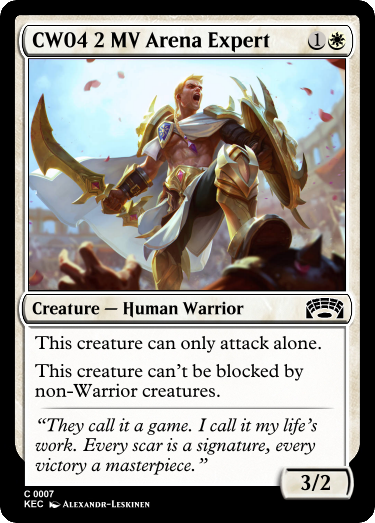 CW04 2 MV Arena Expert 1
Creature — Human Warrior
This creature can only attack alone.
This creature can't be blocked by
non-Warrior creatures.
“They call it a game. I call it my life's
work. Every scar is a signature, every
victory a masterpiece.”
3/2
C 0007
KEC Alexandr-Leskinen